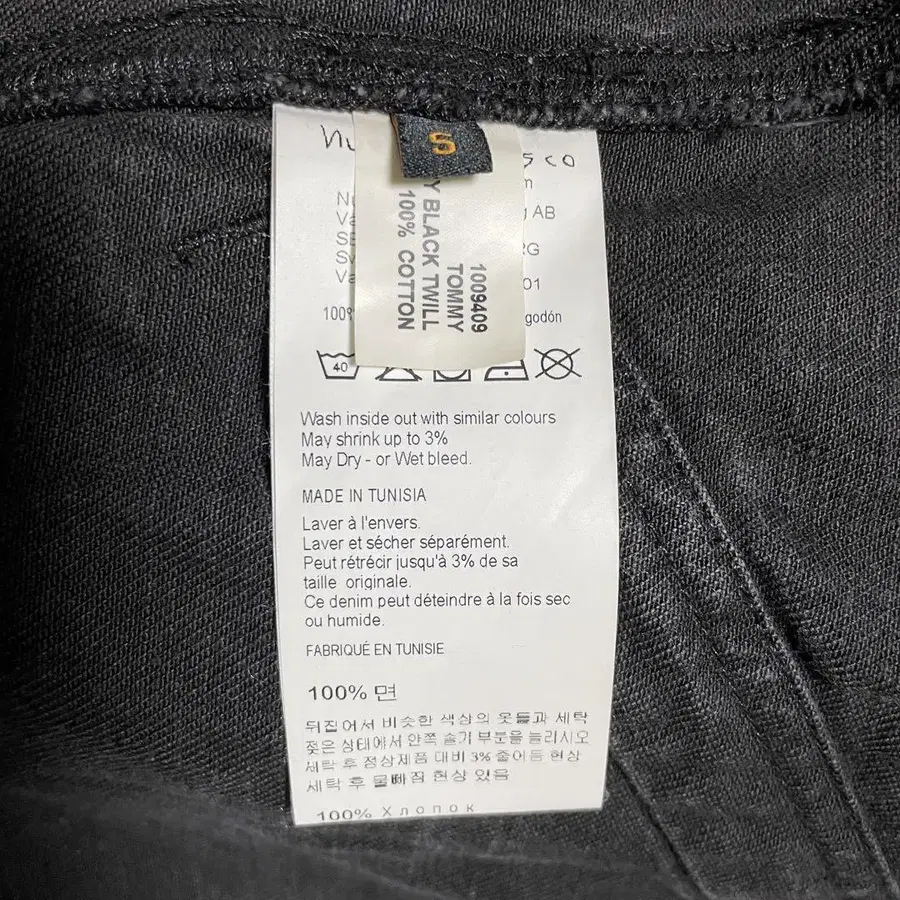 S
Y BLACK TWILL
TOMMY
100% COTTON
1009409
AB
01
40
Wash inside out with similar colours
May shrink up to 3%
May Dry - or Wet bleed.
MADE IN TUNISIA
Laver à l'envers.
Laver et sécher séparément.
Peut rétrécir jusqu'à 3% de sa
taille originale.
Ce denim peut déteindre à la fois sec
ou humide.
FABRIQUÉ EN TUNISIE
100% 면
뒤집어서 비슷한 색상의 옷들과 세탁
젖은 상태에서 안쪽 솔기 부분을 늘리시오
세탁 후 정상제품 대비 3% 줄어듬 현상
세탁 후 물빠짐 현상 있음
100% Хлопок